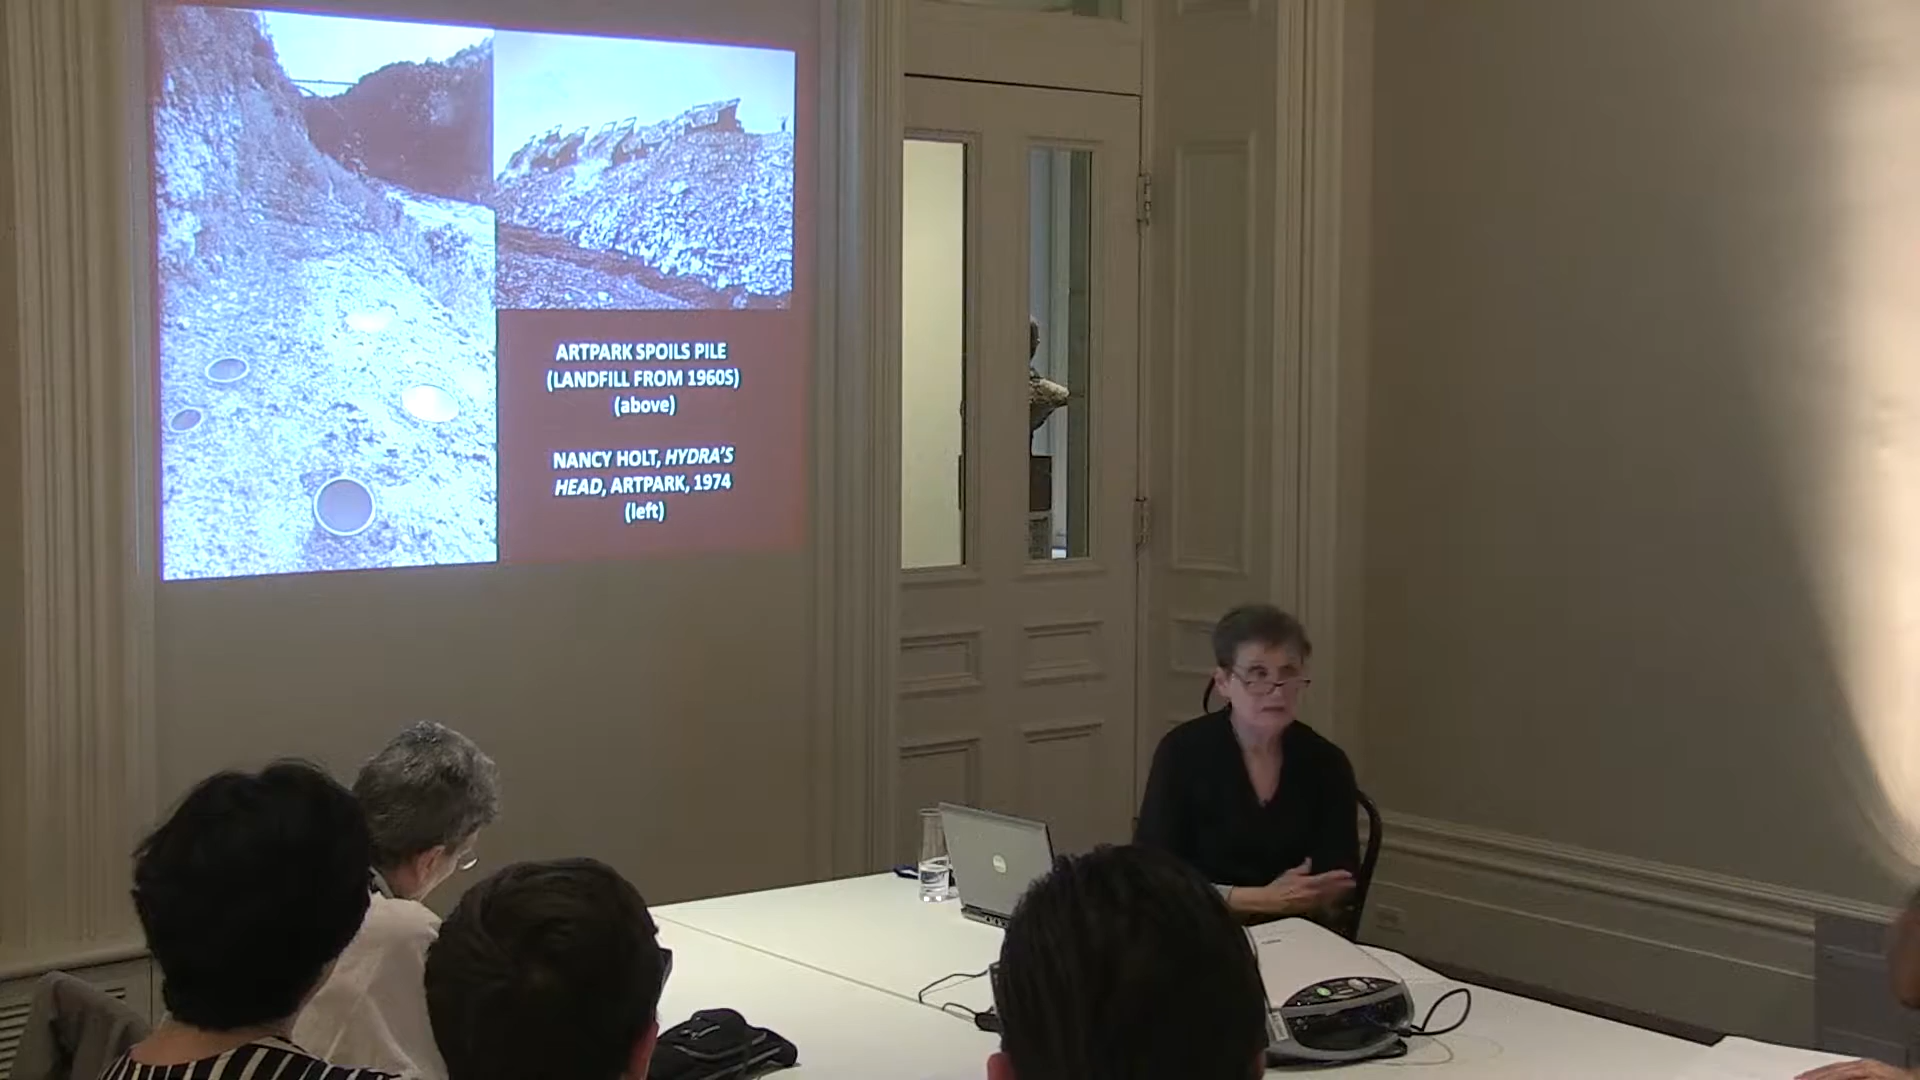 ARTPARK SPOILS PILE
(LANDFILL FROM 1960S)
(above)
NANCY HOLT, HYDRA'S
HEAD, ARTPARK, 1974
(left)